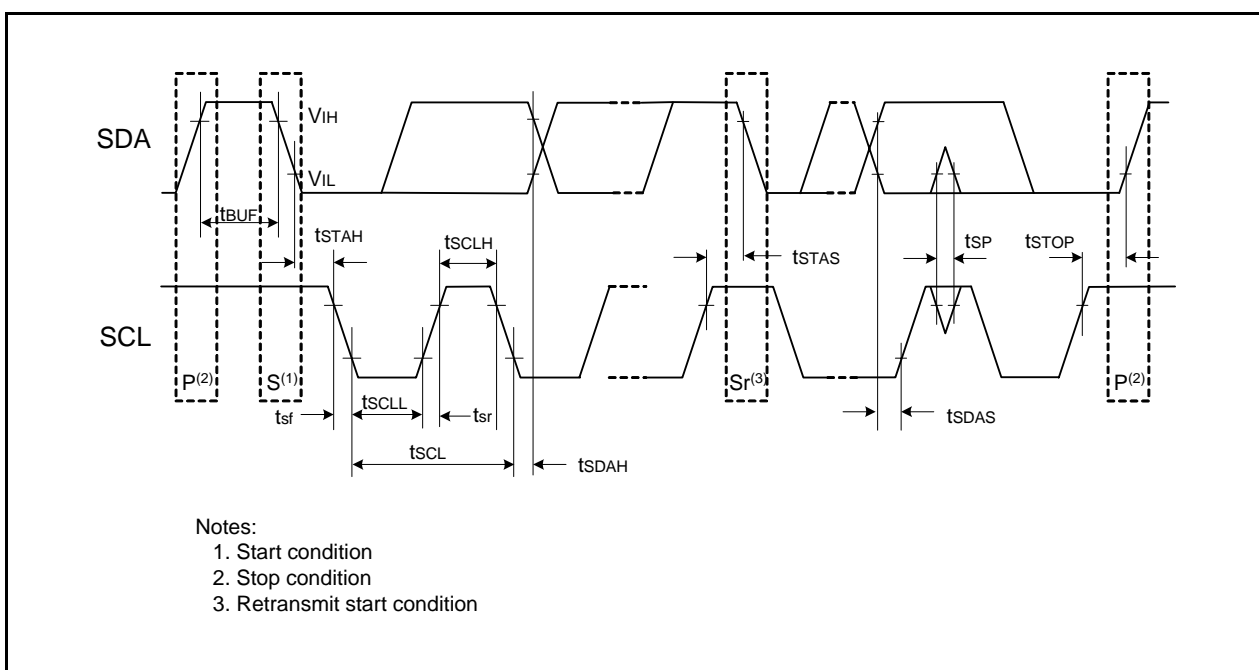 SDA
VIH
VIL
tBUF
tSTAH
tSCLH
tSTAS
tSP
tSTOP
SCL
P(2)
S(1)
Sr(3)
P(2)
tsf
tSCLL
tsr
tSDAS
tSCL
tSDAH
Notes:
1. Start condition
2. Stop condition
3. Retransmit start condition